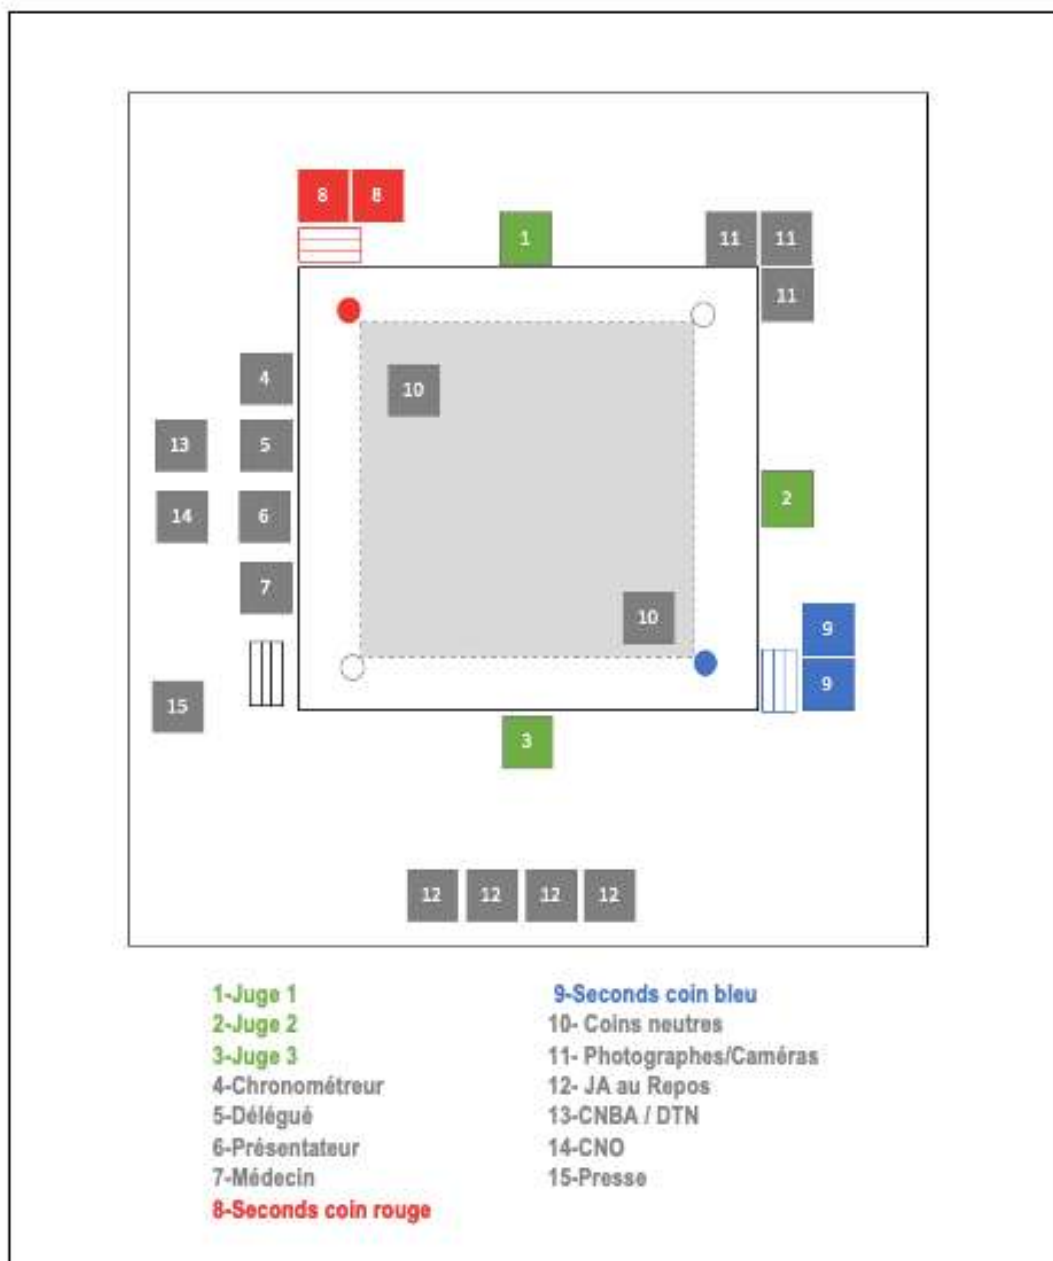 8 8
1
11 11
11
4
10
13 5
14 6
2
7
10
9
9
15
3
12 12 12 12
1-Juge 1
2-Juge 2
3-Juge 3
4-Chronométreur
5-Délégué
6-Présentateur
7-Médecin
8-Seconds coin rouge
9-Seconds coin bleu
10- Coins neutres
11- Photographes/Caméras
12- JA au Repos
13-CNBA / DTN
14-CNO
15-Presse